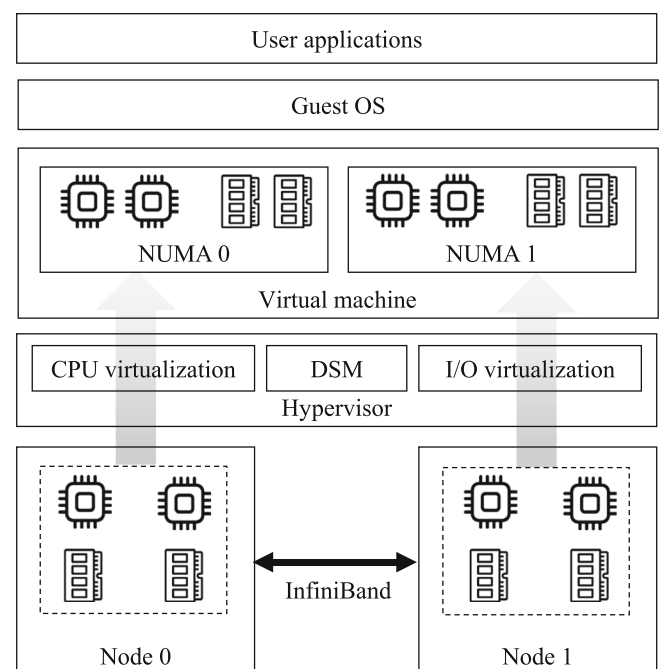 User applications
Guest OS
NUMA 0
NUMA 1
Virtual machine
CPU virtualization
DSM
I/O virtualization
Hypervisor
InfiniBand
Node 0
Node 1